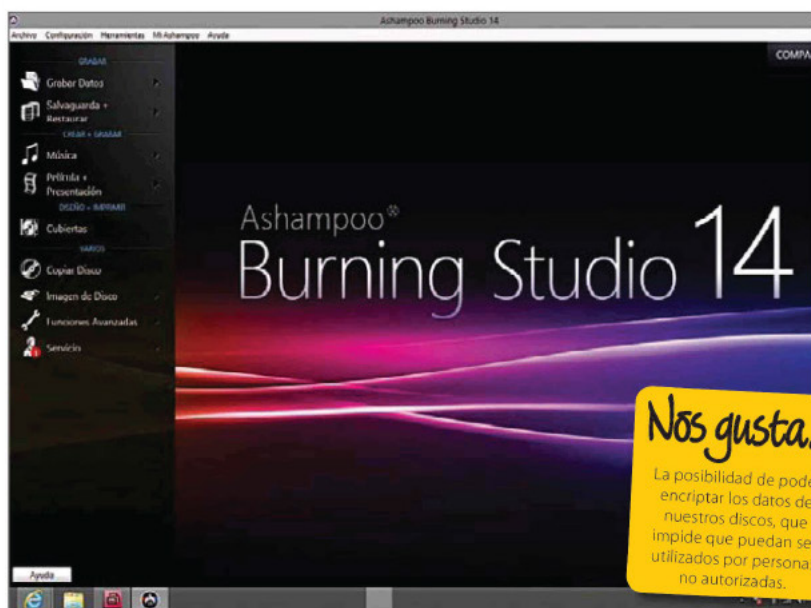 Ashampoo Burning Studio 14
Archivo Configuración Herramientas Mi Ashampoo Ayuda
COMPA
GRABAR
Grabar Datos
Salvaguarda +
Restaurar
CREAR + GRABAR
Música
Película +
Presentación
DISEÑO + IMPRIMIR
Cubiertas
VARIOS
Copiar Disco
Imagen de Disco
Funciones Avanzadas
Servicio
Ashampoo®
Burning Studio 14
Nos gusta.
La posibilidad de pode
encriptar los datos de
nuestros discos, que
impide que puedan se
utilizados por persona
no autorizadas.
Ayuda